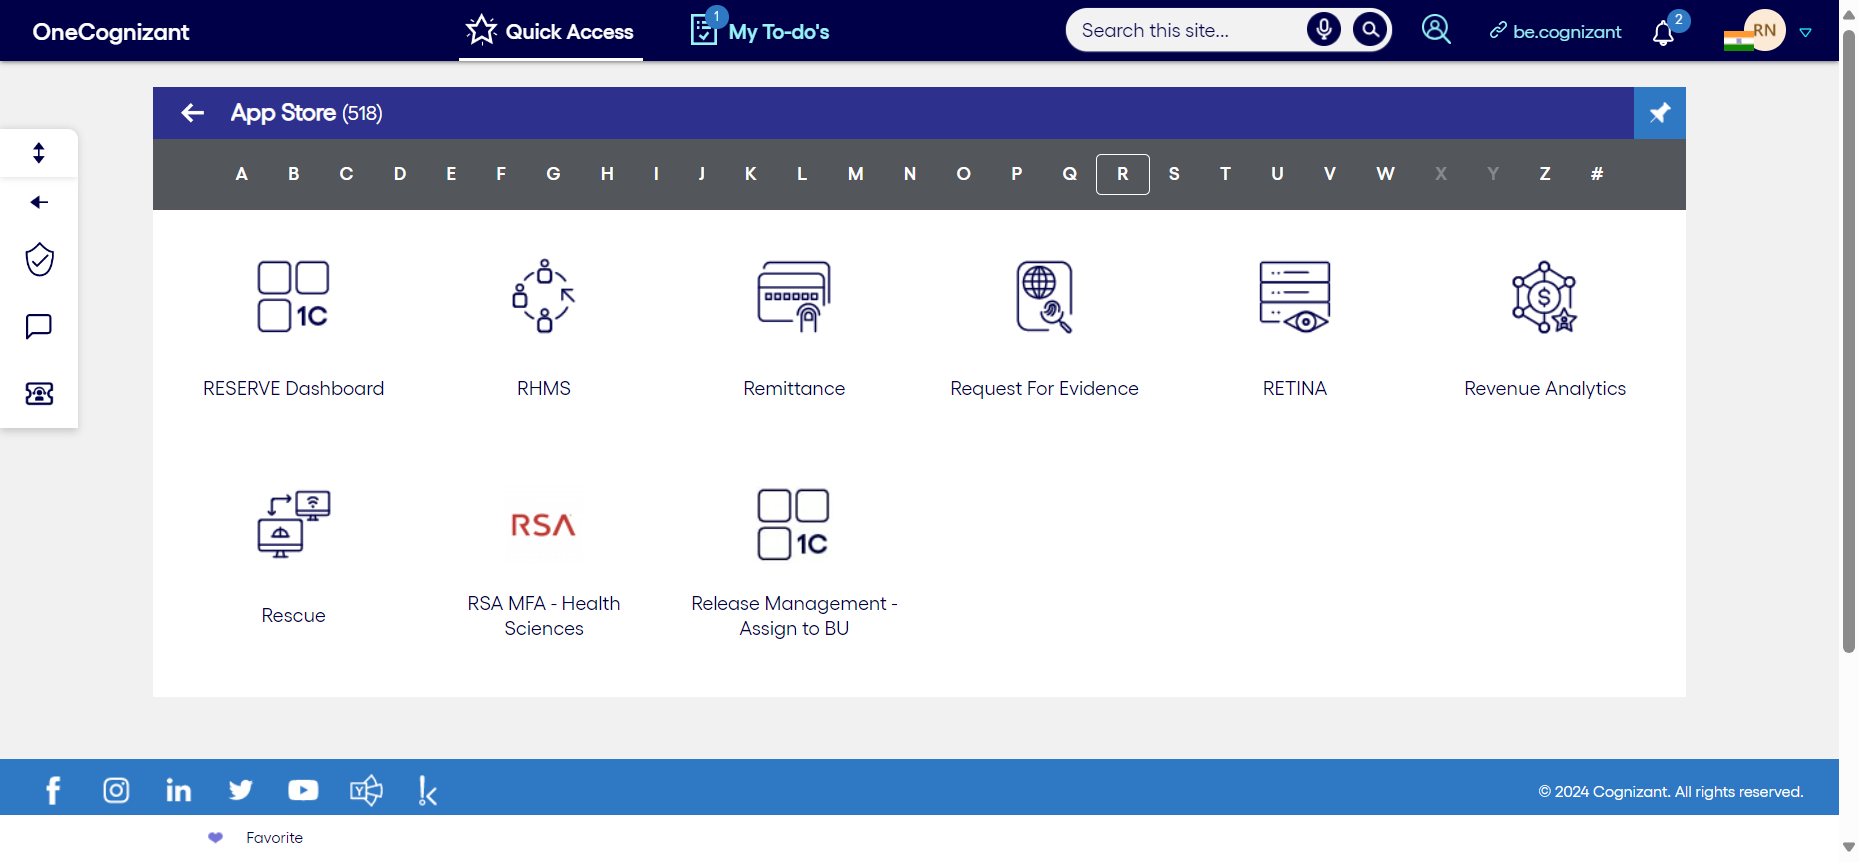 OneCognizant
Quick Access
1
My To-do's
Search this site...
be.cognizant
2
RN
App Store (518)
A B C D E F G H I J K L M N O P Q R S T U V W X Y Z #
1C
RESERVE Dashboard
RHMS
Remittance
Request For Evidence
RETINA
$
Revenue Analytics
Rescue
RSA
RSA MFA - Health
Sciences
1C
Release Management -
Assign to BU
© 2024 Cognizant. All rights reserved.
Favorite